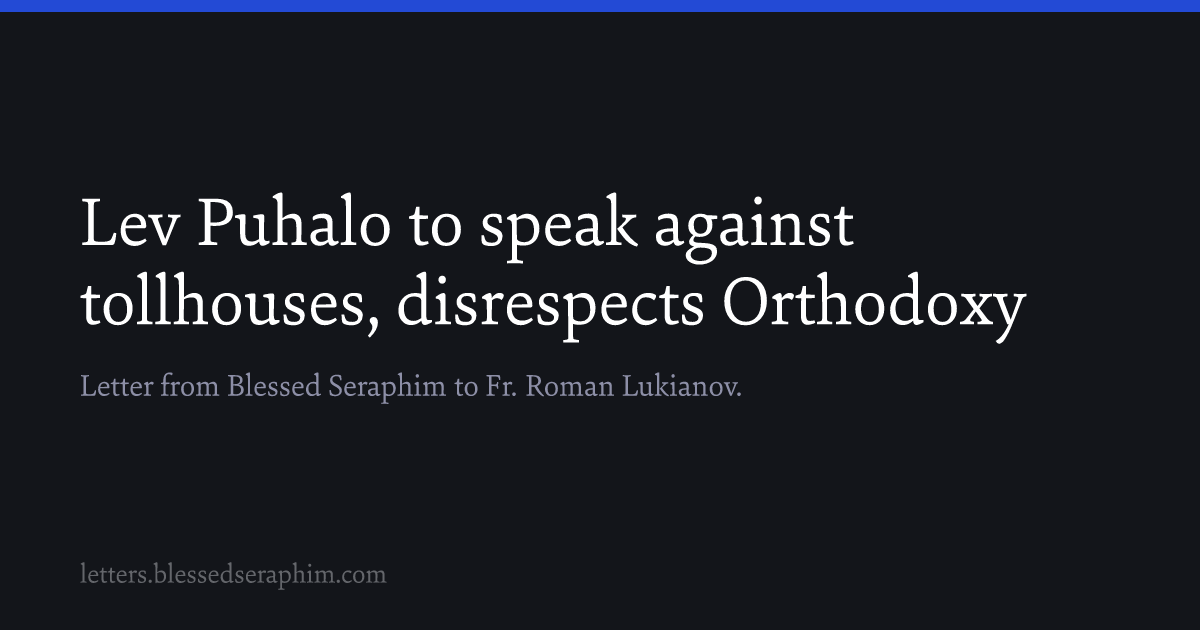 Lev Puhalo to speak against
tollhouses, disrespects Orthodoxy
Letter from Blessed Seraphim to Fr. Roman Lukianov.
letters.blessedseraphim.com